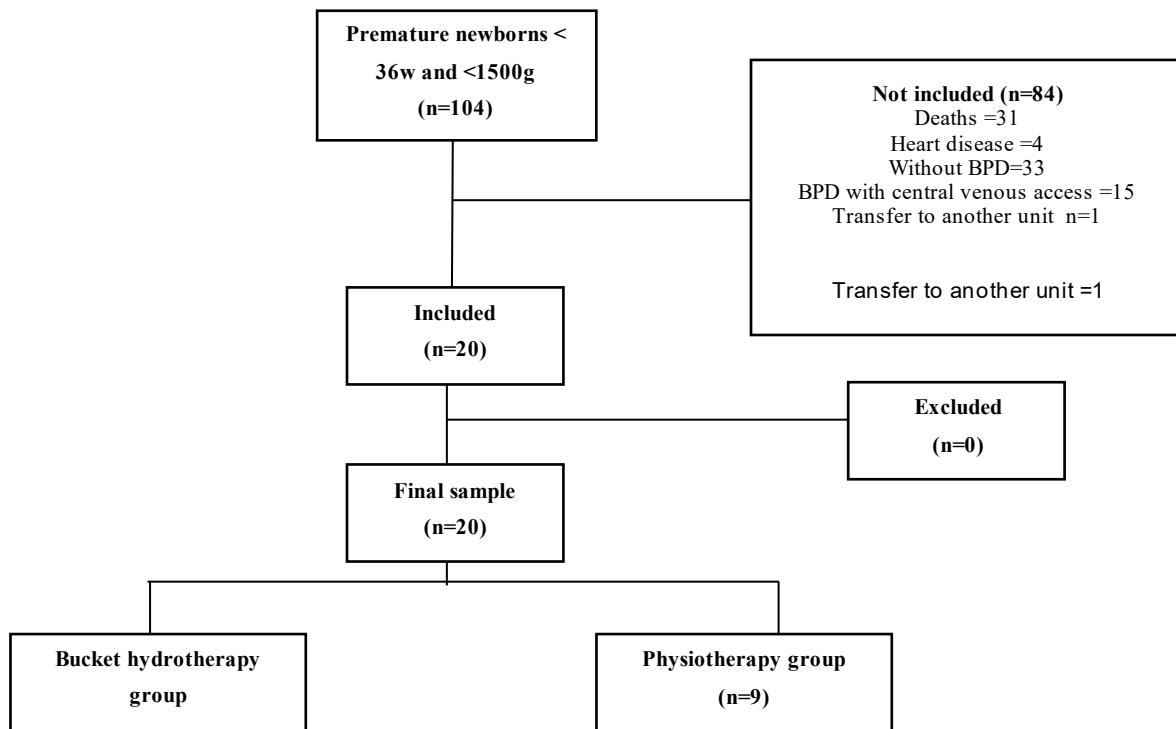 Premature newborns <
36w and <1500g
(n=104)
Not included (n=84)
Deaths =31
Heart disease =4
Without BPD=33
BPD with central venous access =15
Transfer to another unit  n=1
Transfer to another unit =1
Included
(n=20)
Excluded
(n=0)
Final sample
(n=20)
Bucket hydrotherapy
group
Physiotherapy group
(n=9)